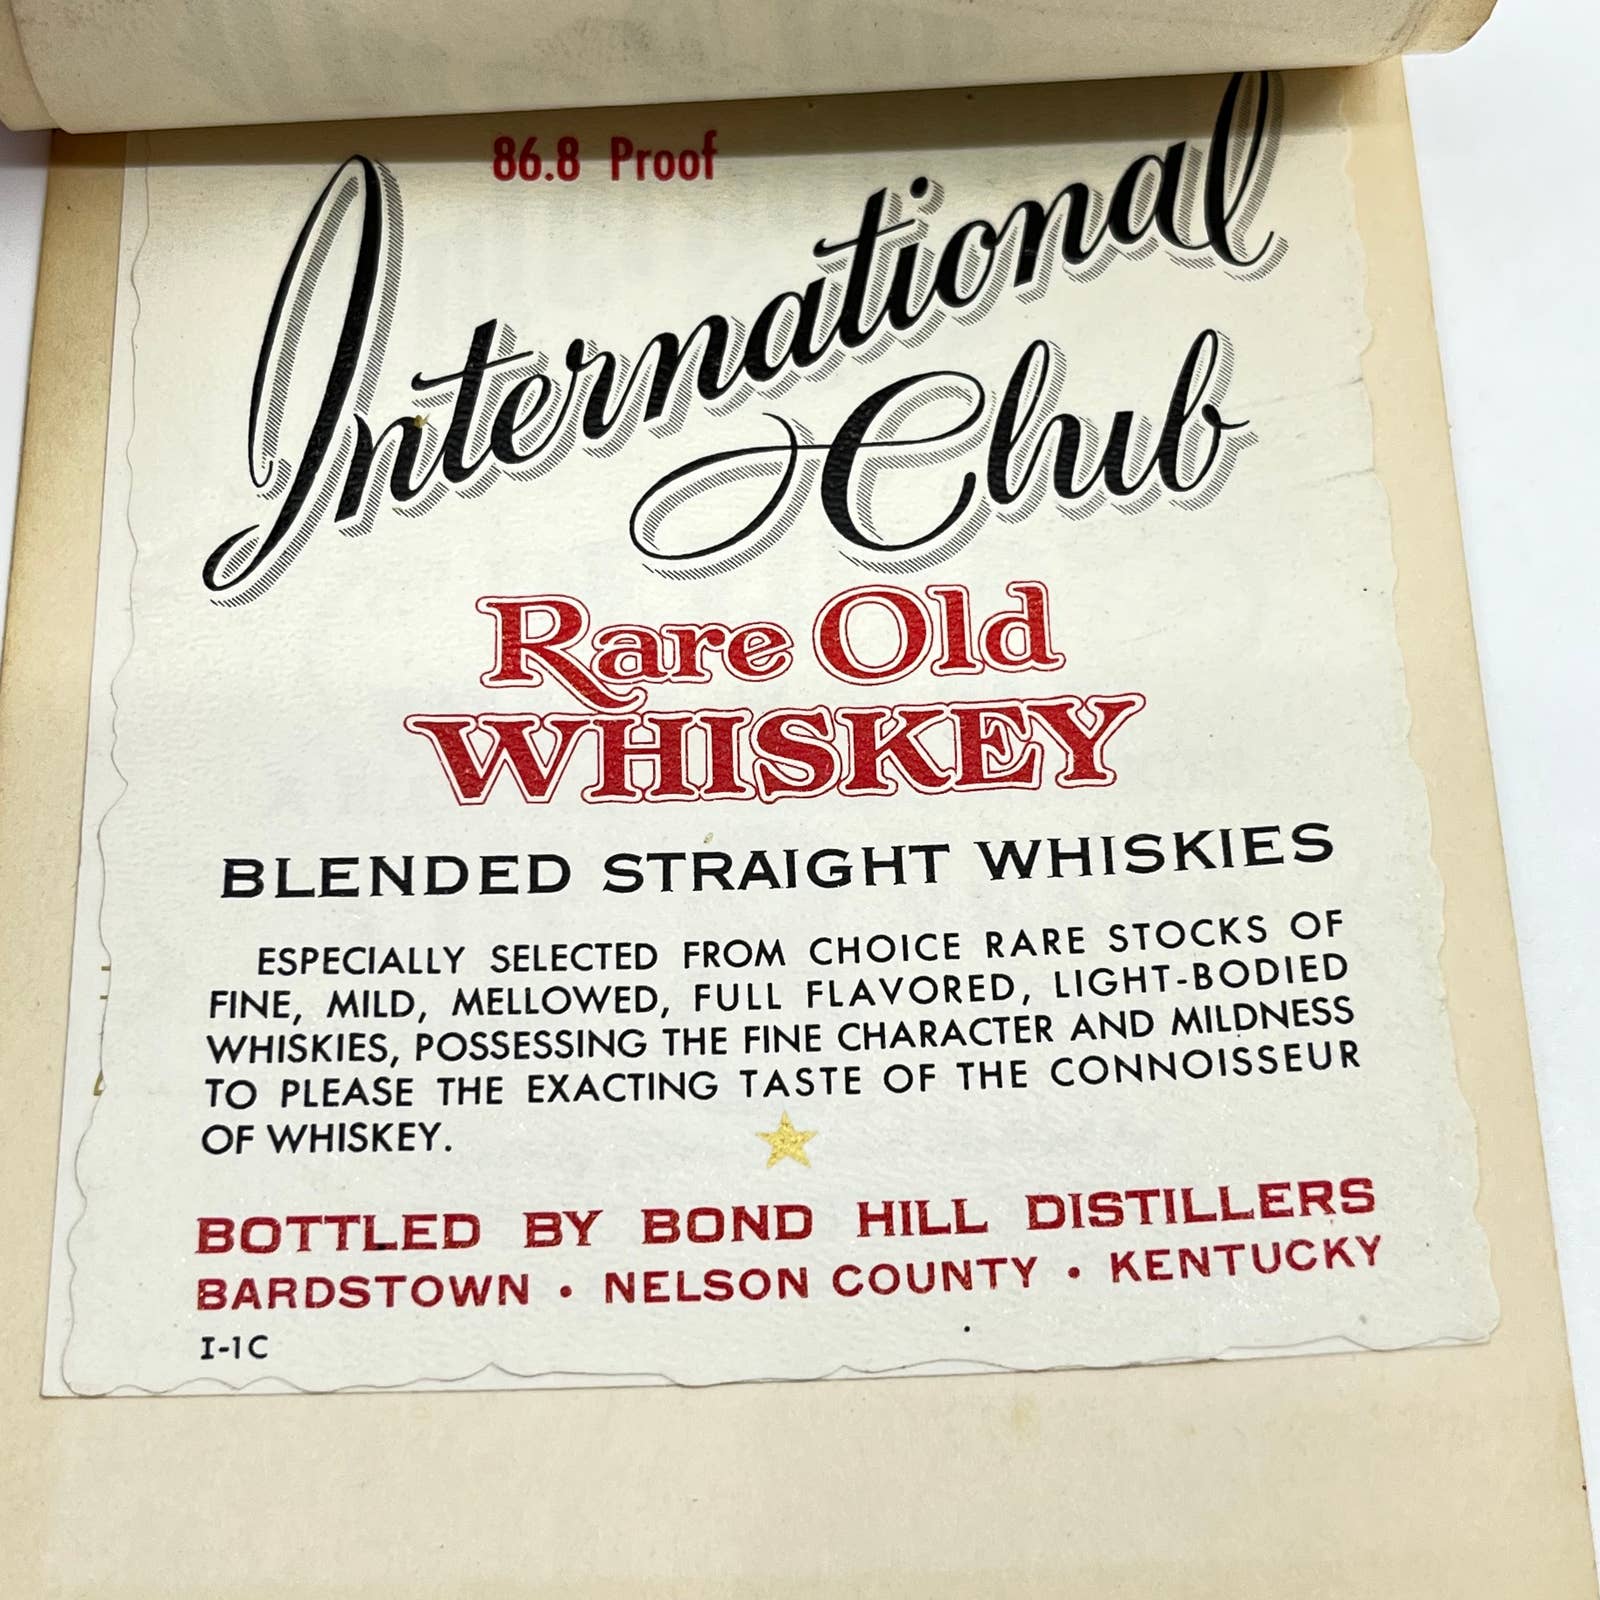 86.8 Proof
International
Club
Rare Old
WHISKEY
BLENDED STRAIGHT WHISKIES
ESPECIALLY SELECTED FROM CHOICE RARE STOCKS OF
FINE, MILD, MELLOWED, FULL FLAVORED, LIGHT-BODIED
WHISKIES, POSSESSING THE FINE CHARACTER AND MILDNESS
TO PLEASE THE EXACTING TASTE OF THE CONNOISSEUR
OF WHISKEY.
BOTTLED BY BOND HILL DISTILLERS
BARDSTOWN • NELSON COUNTY • KENTUCKY
I-1C